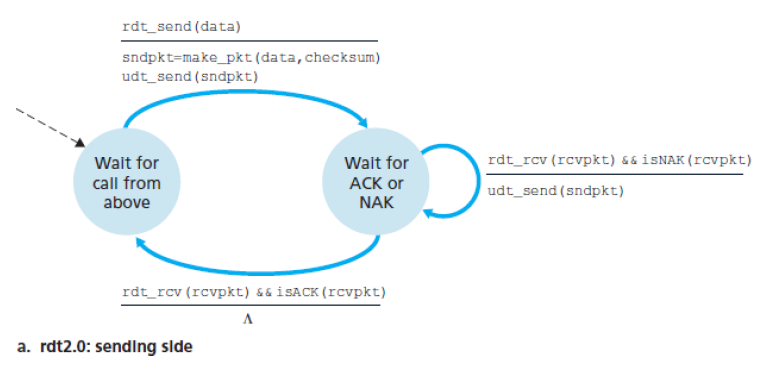 rdt_send(data)
sndpkt=make_pkt(data,checksum)
udt_send(sndpkt)
Wait for
call from
above
Wait for
ACK or
NAK
rdt_rcv(rcvpkt) && isNAK(rcvpkt)
udt_send(sndpkt)
rdt_rcv(rcvpkt) && isACK(rcvpkt)
Λ
a. rdt2.0: sending side